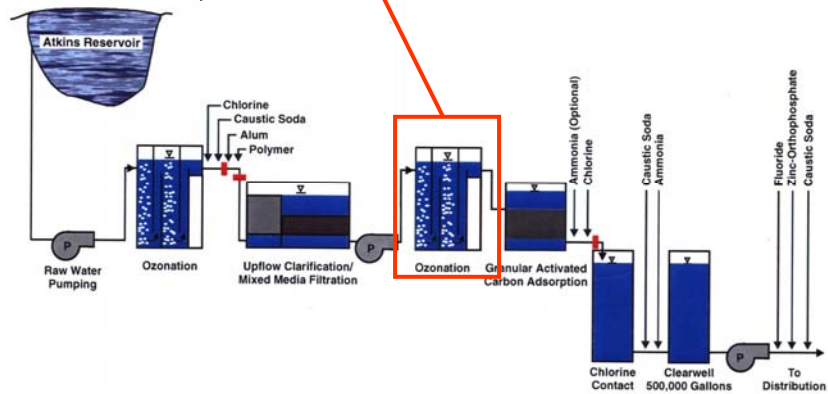 Atkins Reservoir
P
Raw Water
Pumping
Ozonation
Chlorine
Caustic Soda
Alum
Polymer
Upflow Clarification/
Mixed Media Filtration
P
Ozonation
Granular Activated
Carbon Adsorption
Ammonia (Optional)
Chlorine
Chlorine
Contact
Caustic Soda
Ammonia
Clearwell
500,000 Gallons
P
Fluoride
Zinc-Orthophosphate
Caustic Soda
To
Distribution